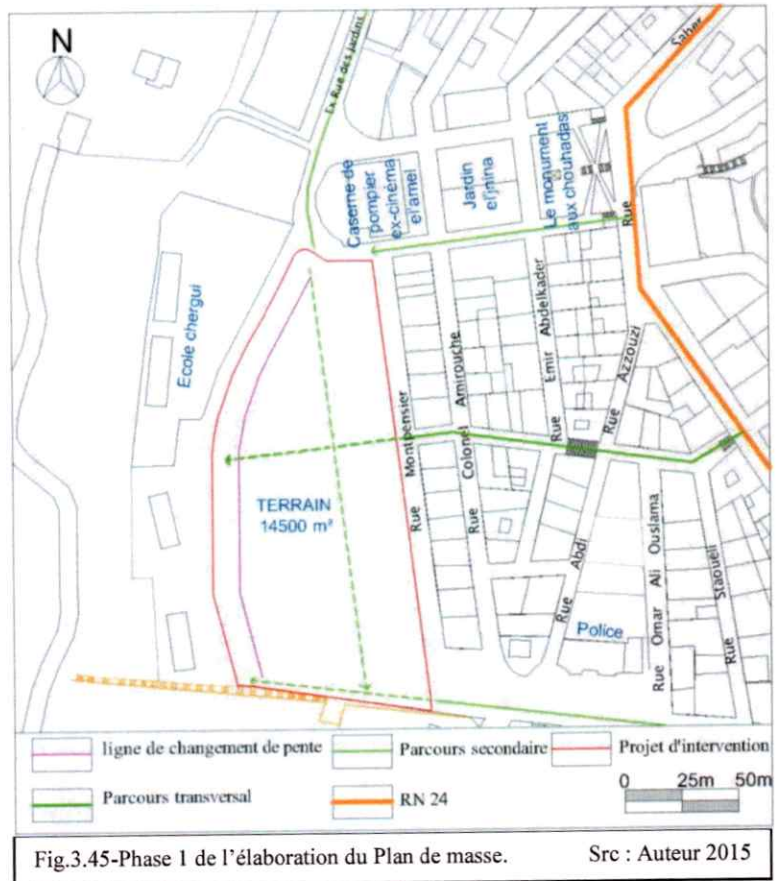 N
Ex Rue des Jardins
Saber
Caserne de
pompier
ex-cinéma
el'amel
Jardin
el'jnina
Le monument
aux chouhadas
Rue
Ecole chergui
Rue Montpensier
Rue Colonel Amirouche
Rue Emir Abdelkader
Rue Azzouzi
TERRAIN
14500 m²
Rue Abdi
Police
Rue Omar Ali Ouslama
Rue Staoueli
ligne de changement de pente
Parcours secondaire
Projet d'intervention
Parcours transversal
RN 24
0 25m 50m
Fig.3.45-Phase 1 de l’élaboration du Plan de masse. Src : Auteur 2015